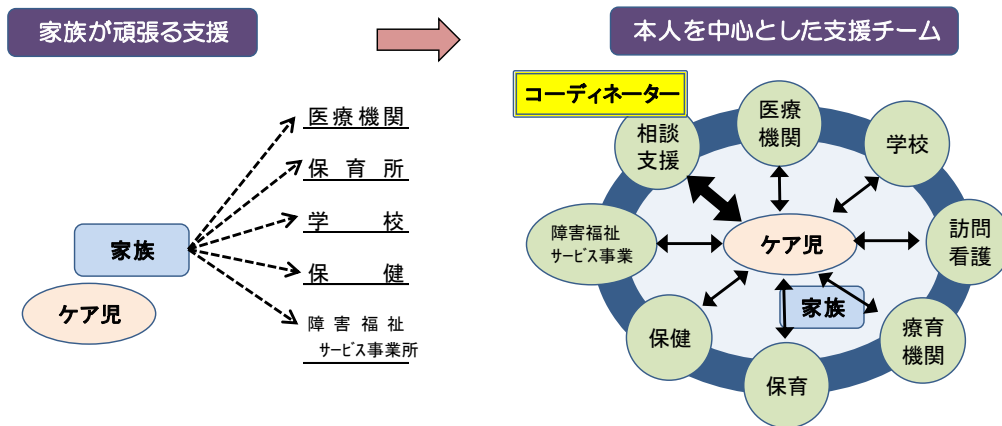 家族が頑張る支援
医療機関
保育所
学校
保健
障害福祉
サービス事業所
家族
ケア児
本人を中心とした支援チーム
コーディネーター
相談
支援
医療
機関
学校
障害福祉
サービス事業
ケア児
訪問
看護
家族
保健
療育
機関
保育